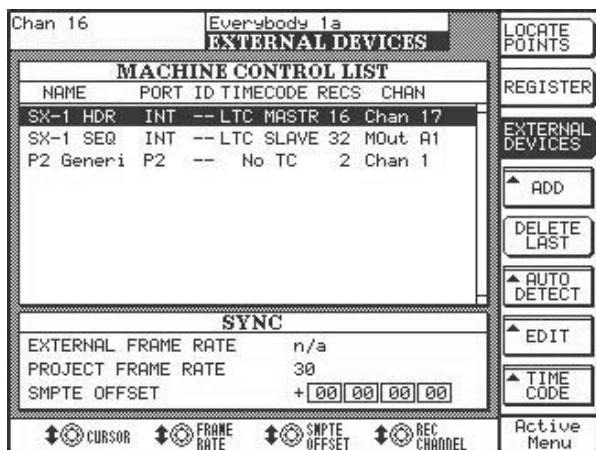 Chan 16
Everybody 1a
EXTERNAL DEVICES
MACHINE CONTROL LIST
NAME PORT ID TIMECODE RECS CHAN
SX-1 HDR INT -- LTC MASTR 16 Chan 17
SX-1 SEQ INT -- LTC SLAVE 32 MOut A1
P2 Generi P2 -- No TC 2 Chan 1
SYNC
EXTERNAL FRAME RATE n/a
PROJECT FRAME RATE 30
SMPTE OFFSET +00 00 00 00
CURSOR
FRAME
RATE
SMPTE
OFFSET
REC
CHANNEL
LOCATE
POINTS
REGISTER
EXTERNAL
DEVICES
ADD
DELETE
LAST
AUTO
DETECT
EDIT
TIME
CODE
Active
Menu